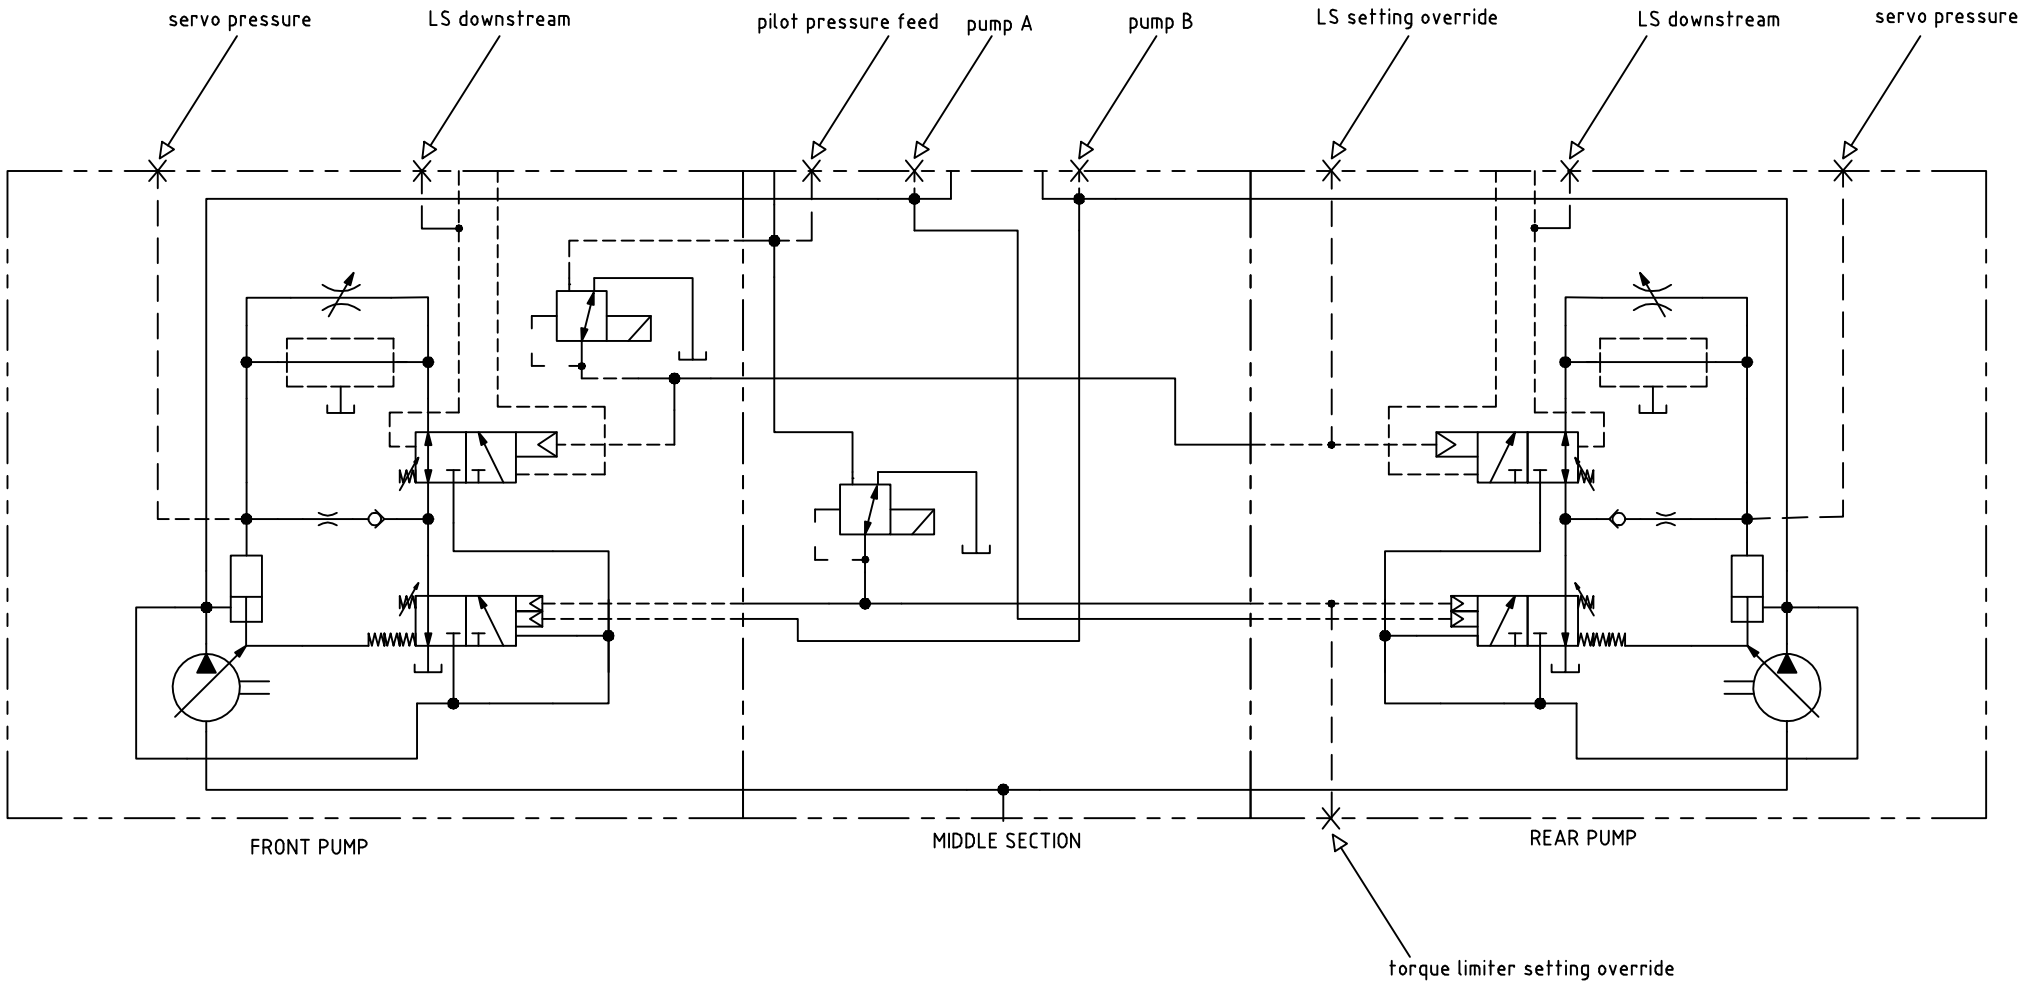 servo pressure
LS downstream
pilot pressure feed
pump A
pump B
LS setting override
LS downstream
servo pressure
FRONT PUMP
MIDDLE SECTION
REAR PUMP
torque limiter setting override